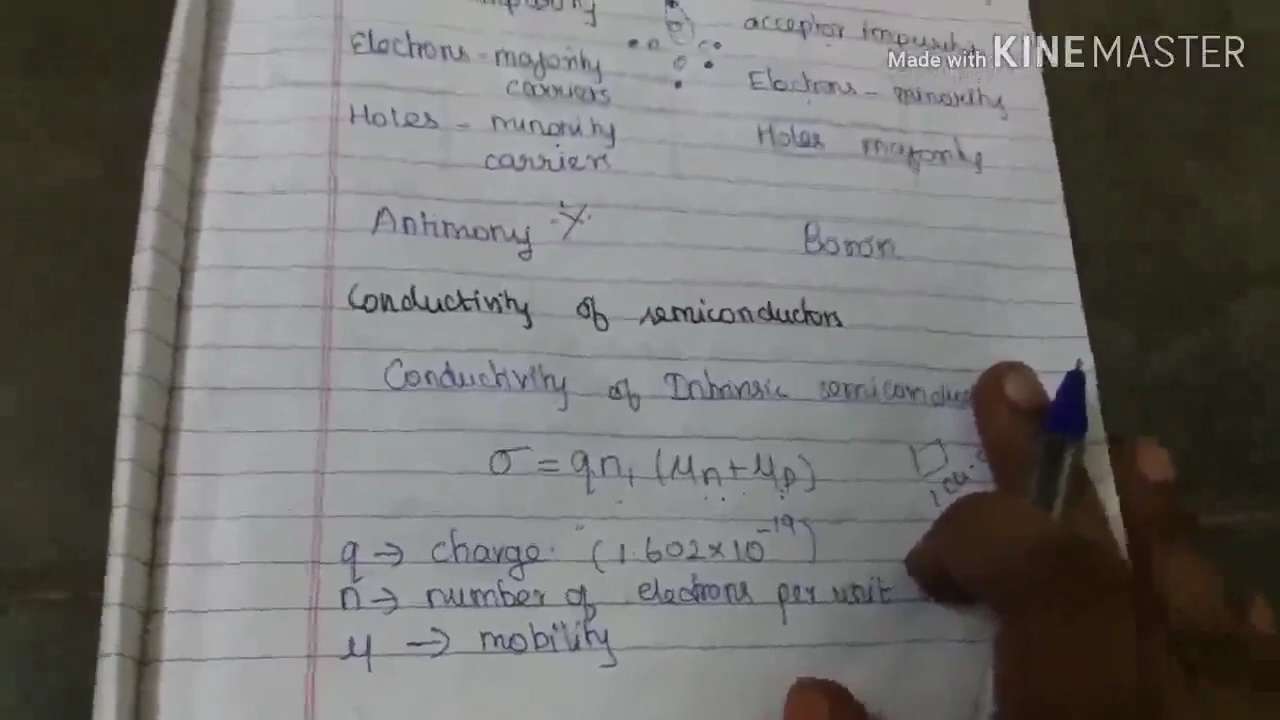 acceptor
Made with KINEMASTER
Electrons - majority
carriers
Electrons - minority
Holes - minority
carriers
Holes majority
Antimony
Boron
Conductivity of semiconductors
Conductivity of Intrinsic
σ = qni (μn + μp)
q → charge (1.602 × 10^-19)
n → number of electrons per unit
μ → mobility